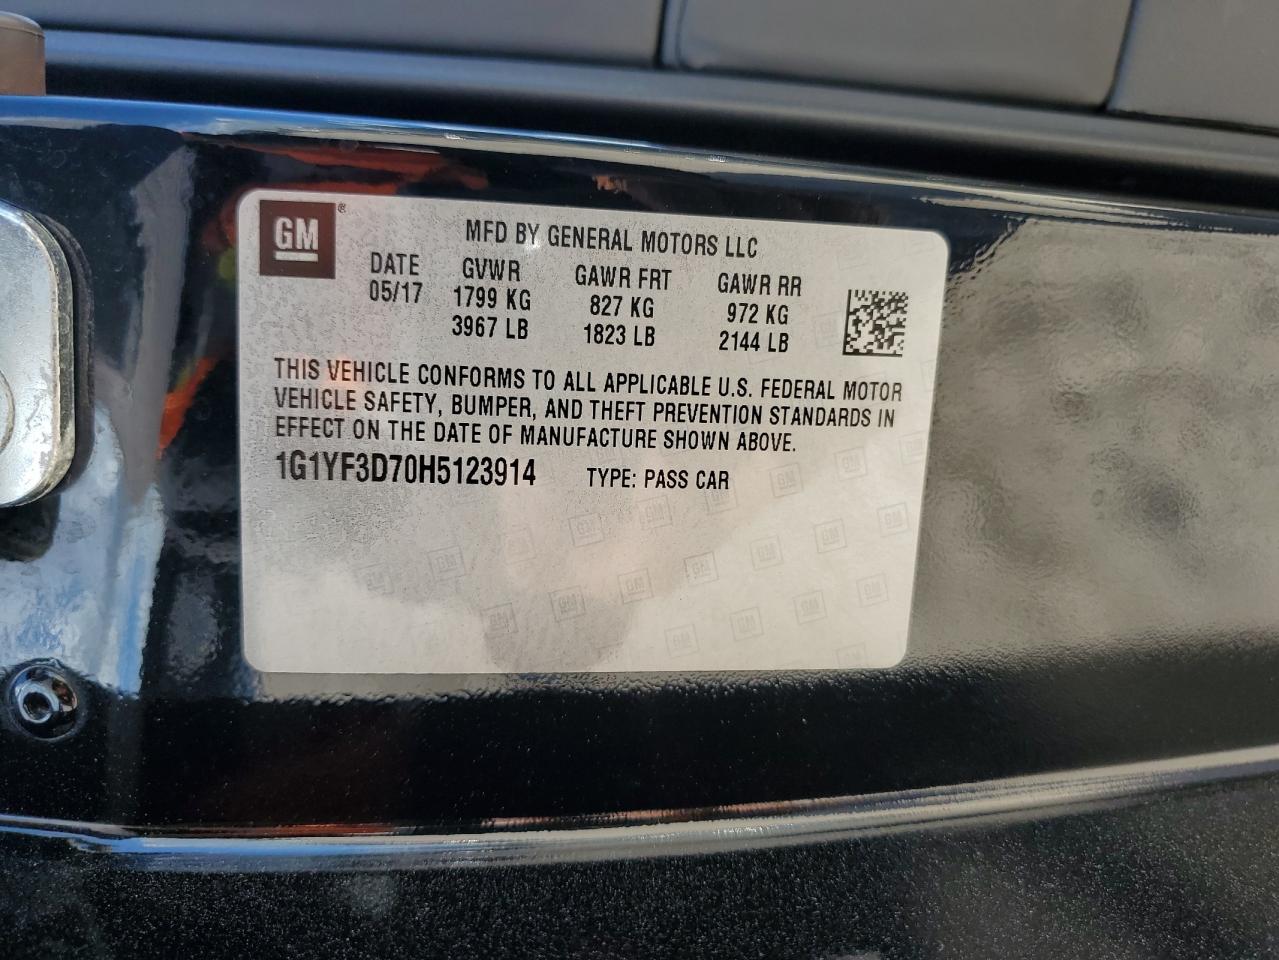 GM ®
MFD BY GENERAL MOTORS LLC
DATE GVWR GAWR FRT GAWR RR
05/17 1799 KG 827 KG 972 KG
3967 LB 1823 LB 2144 LB
THIS VEHICLE CONFORMS TO ALL APPLICABLE U.S. FEDERAL MOTOR
VEHICLE SAFETY, BUMPER, AND THEFT PREVENTION STANDARDS IN
EFFECT ON THE DATE OF MANUFACTURE SHOWN ABOVE.
1G1YF3D70H5123914 TYPE: PASS CAR